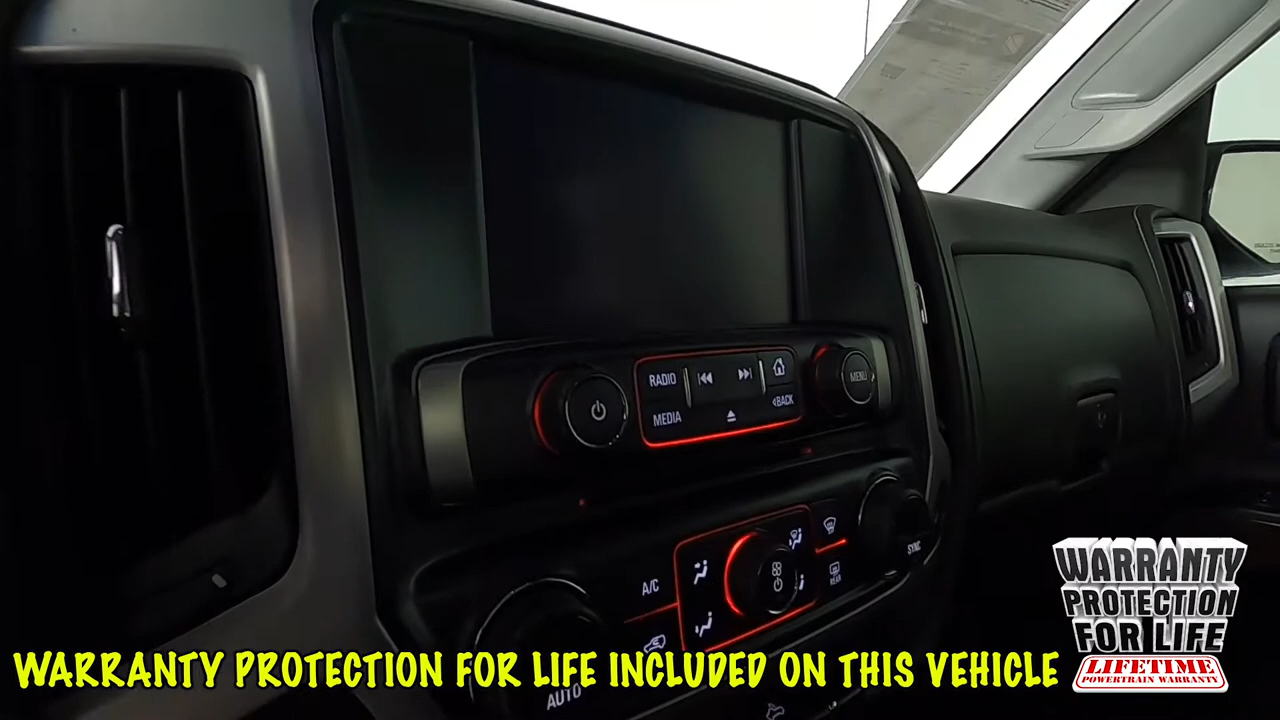 RADIO
MENU
MEDIA
<BACK
A/C
SYNC
REAR
AUTO
WARRANTY PROTECTION FOR LIFE INCLUDED ON THIS VEHICLE
WARRANTY
PROTECTION
FOR LIFE
LIFETIME
POWERTRAIN WARRANTY